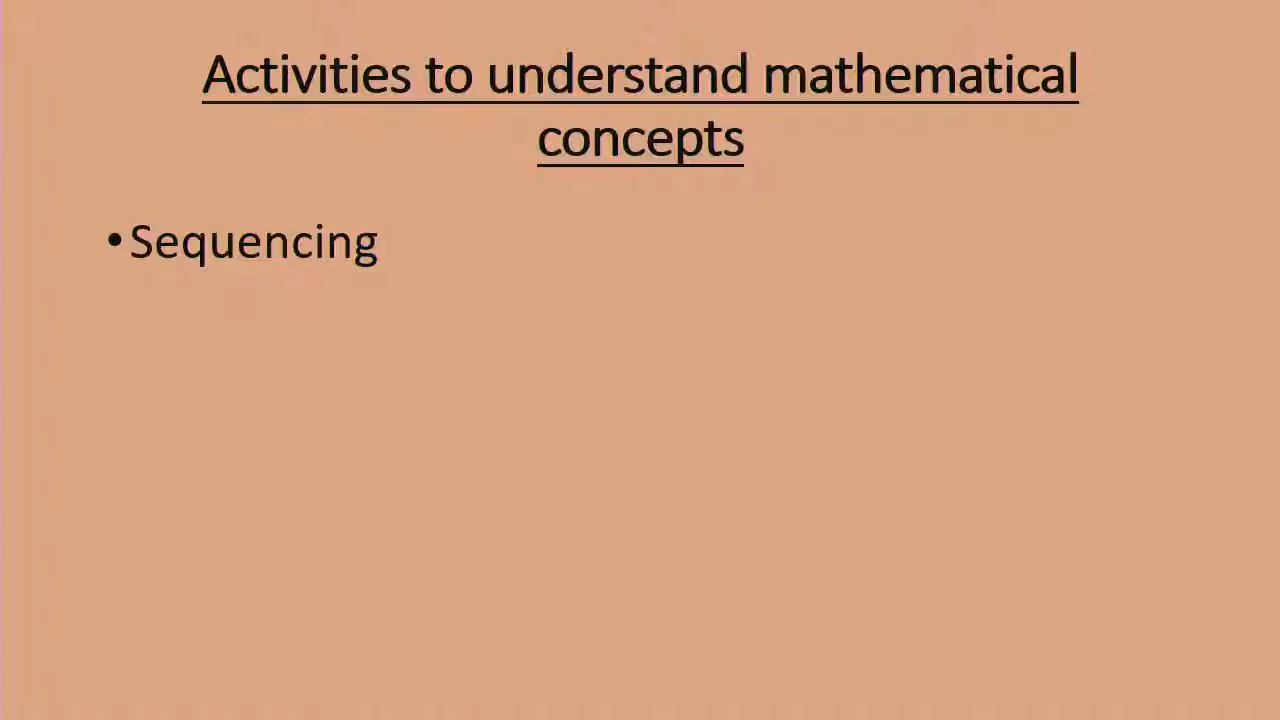 Activities to understand mathematical
concepts
•Sequencing